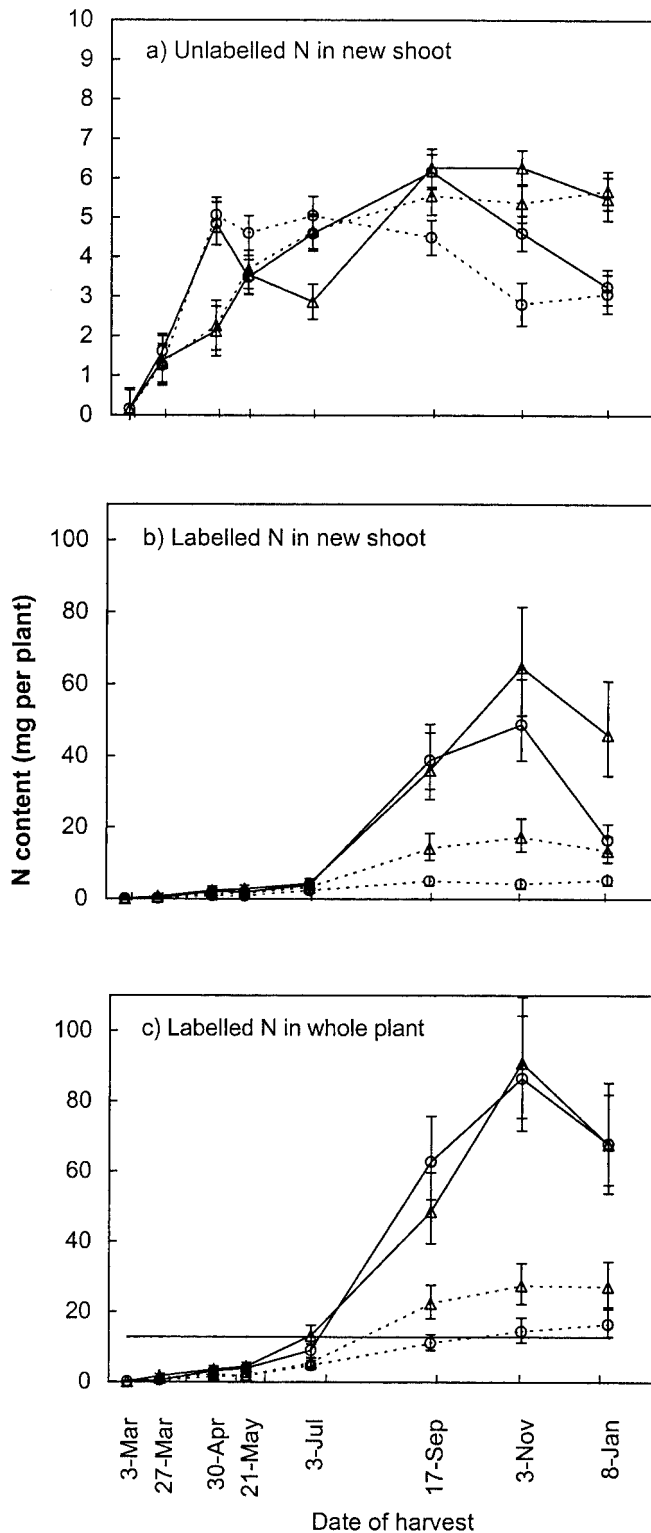 10
a) Unlabelled N in new shoot
9
8
7
6
5
4
3
2
1
0
N content (mg per plant)
b) Labelled N in new shoot
100
80
60
40
20
0
c) Labelled N in whole plant
100
80
60
40
20
0
3-Mar
27-Mar
30-Apr
21-May
3-Jul
17-Sep
3-Nov
8-Jan
Date of harvest